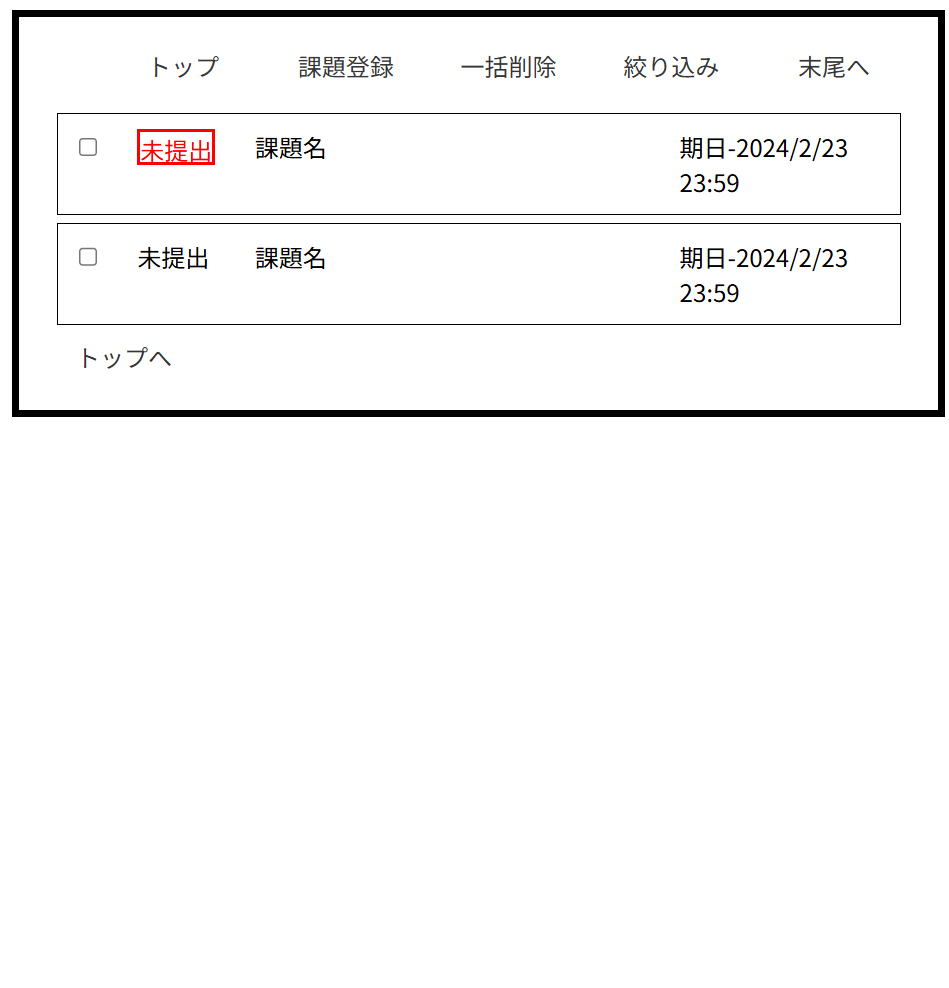 トップ 課題登録 一括削除 絞り込み 末尾へ
未提出 課題名 期日-2024/2/23
23:59
未提出 課題名 期日-2024/2/23
23:59
トップへ